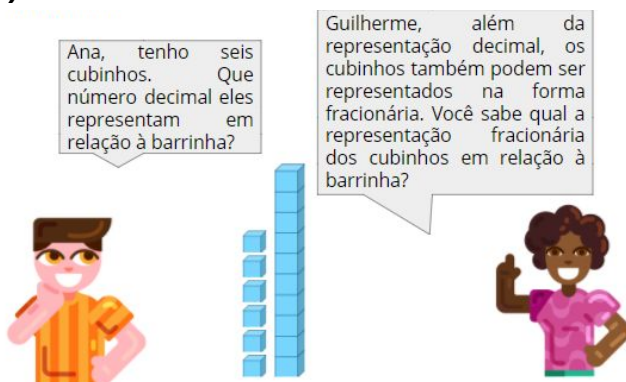 Ana, tenho seis
cubinhos. Que
número decimal eles
representam em
relação à barrinha?
Guilherme, além da
representação decimal, os
cubinhos também podem ser
representados na forma
fracionária. Você sabe qual a
representação fracionária
dos cubinhos em relação à
barrinha?